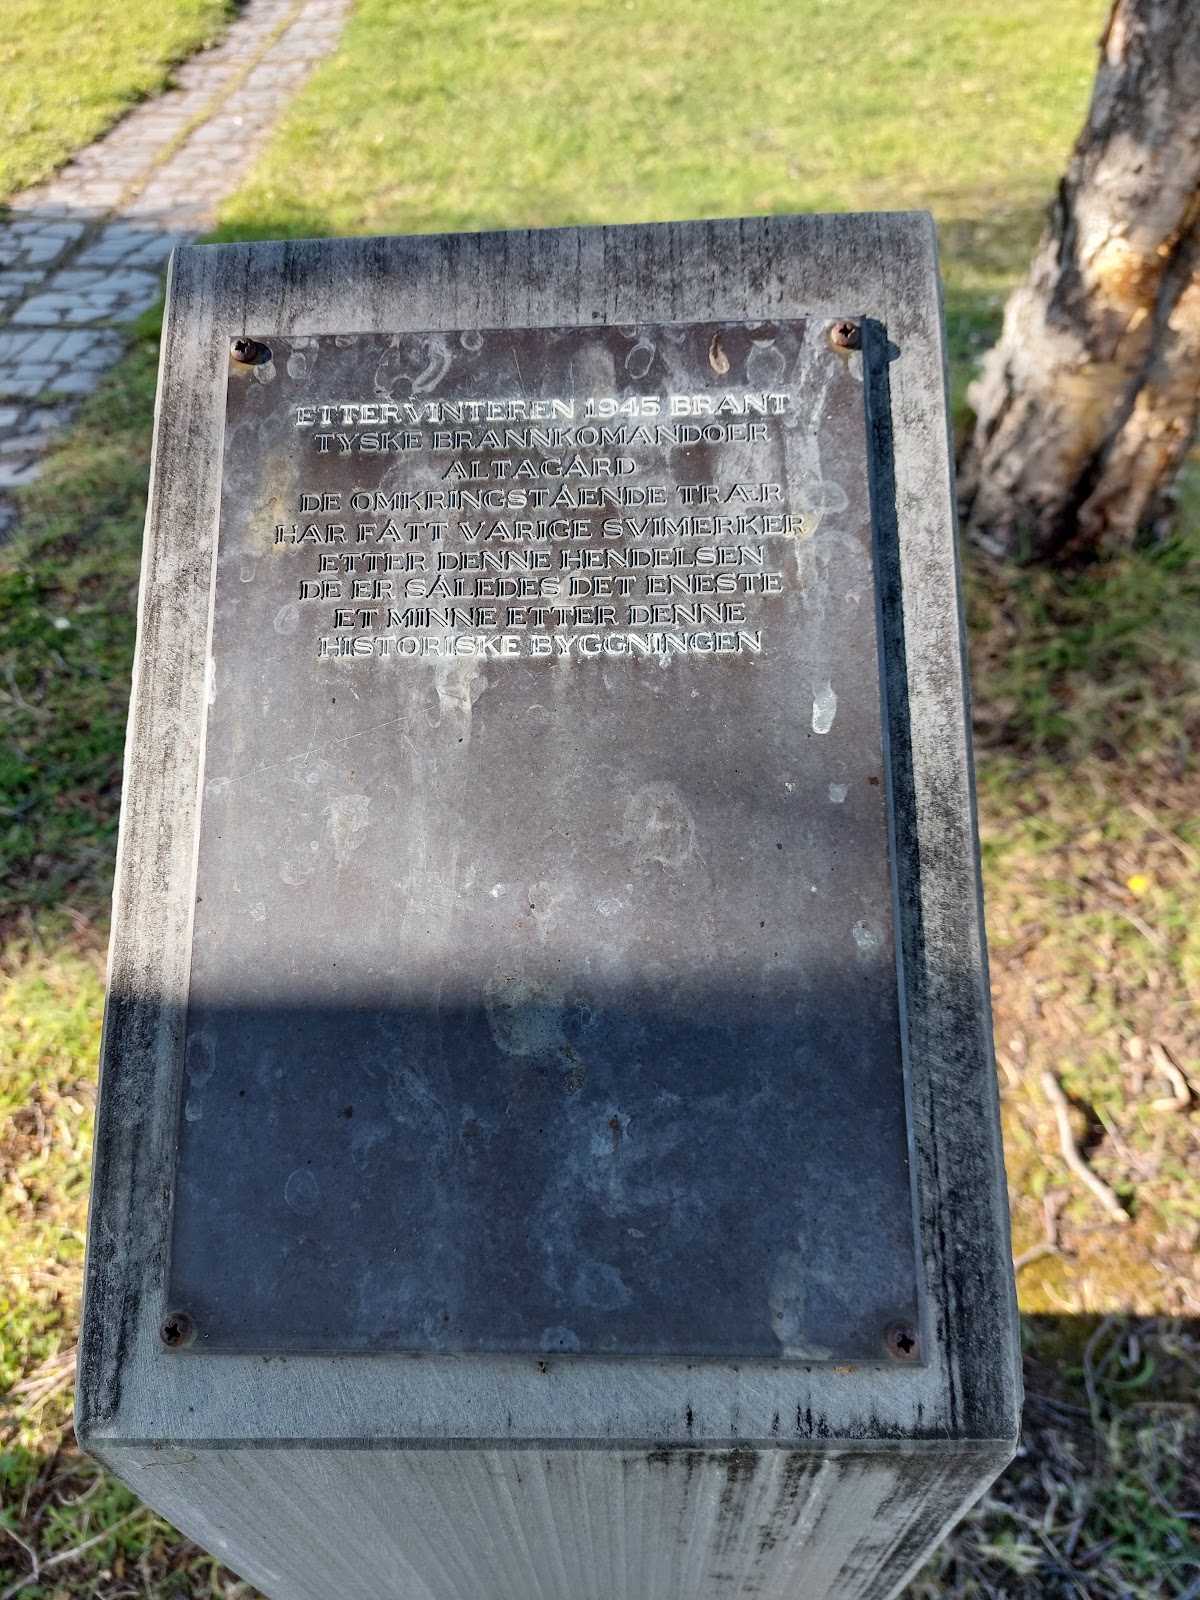 ETTERVINTEREN 1945 BRANT
TYSKE BRANNKOMANDOER
ALTAGÅRD
DE OMKRINGSTÅENDE TRÆR
HAR FÅTT VARIGE SVIMERKER
ETTER DENNE HENDELSEN
DE ER SÅLEDES DET ENESTE
ET MINNE ETTER DENNE
HISTORISKE BYGGNINGEN